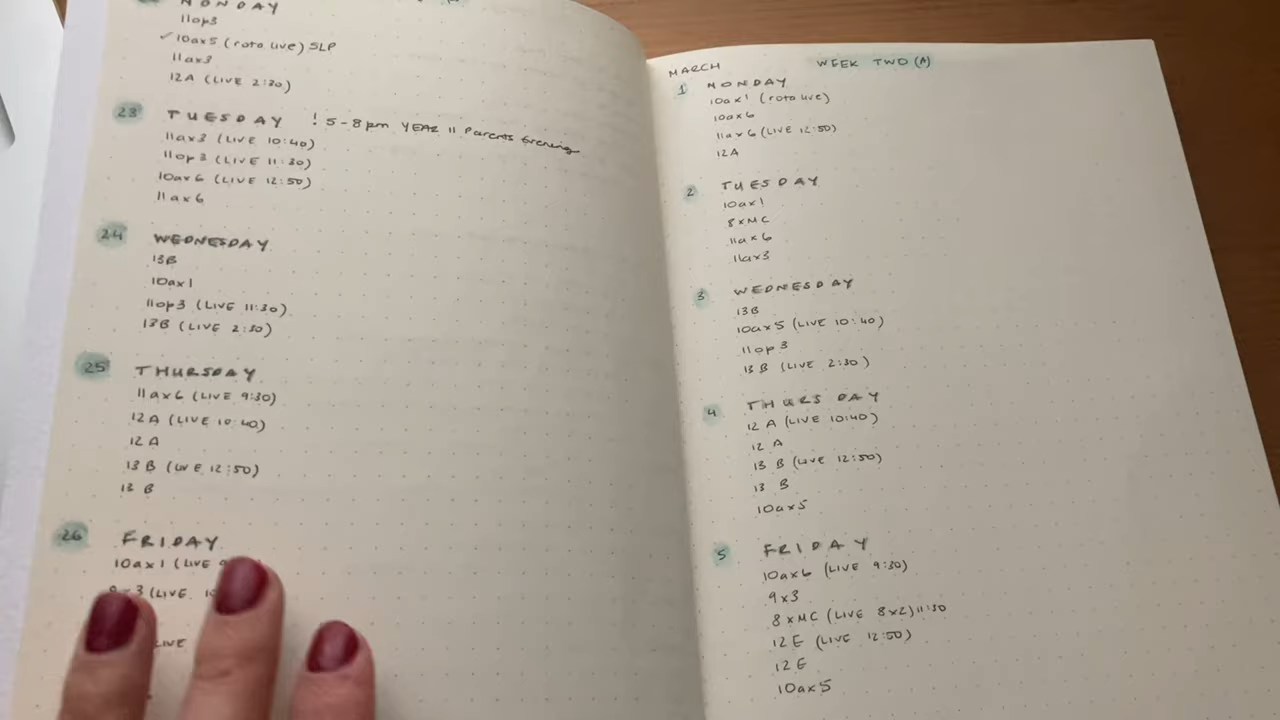 MONDAY
11op3
✓10ax5 (rota live) SLP
11ax3
12A (LIVE 2:30)
23 TUESDAY ! 5-8pm YEAR 11 Parents Evening
11ax3 (LIVE 10:40)
11op3 (LIVE 11:30)
10ax6 (LIVE 12:50)
11ax6
24 WEDNESDAY
13B
10ax1
11op3 (LIVE 11:30)
13B (LIVE 2:30)
25 THURSDAY
11ax6 (LIVE 9:30)
12A (LIVE 10:40)
12A
13B (LIVE 12:50)
13B
26 FRIDAY
10ax1 (LIVE
(LIVE
LIVE
MARCH WEEK TWO (A)
1 MONDAY
10ax1 (rota live)
10ax6
11ax6 (LIVE 12:50)
12A
2 TUESDAY
10ax1
8xMC
11ax6
11ax3
3 WEDNESDAY
13B
10ax5 (LIVE 10:40)
11op3
13B (LIVE 2:30)
4 THURSDAY
12A (LIVE 10:40)
12A
13B (LIVE 12:50)
13B
10ax5
5 FRIDAY
10ax6 (LIVE 9:30)
9x3
8xMC (LIVE 8x2) 11:30
12E (LIVE 12:50)
12E
10ax5